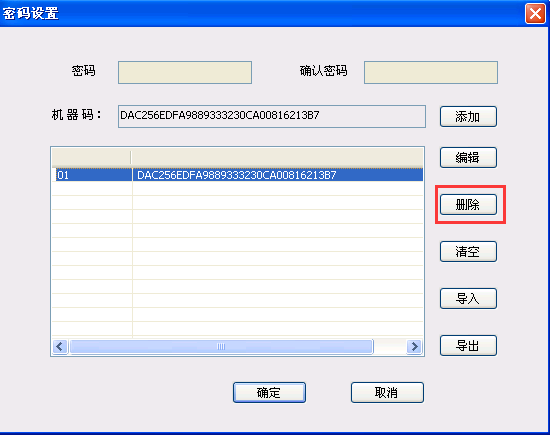 密码设置
密码 确认密码
机器码： DAC256EDFA9889333230CA00816213B7 添加
编辑
01 DAC256EDFA9889333230CA00816213B7
删除
清空
导入
导出
确定 取消